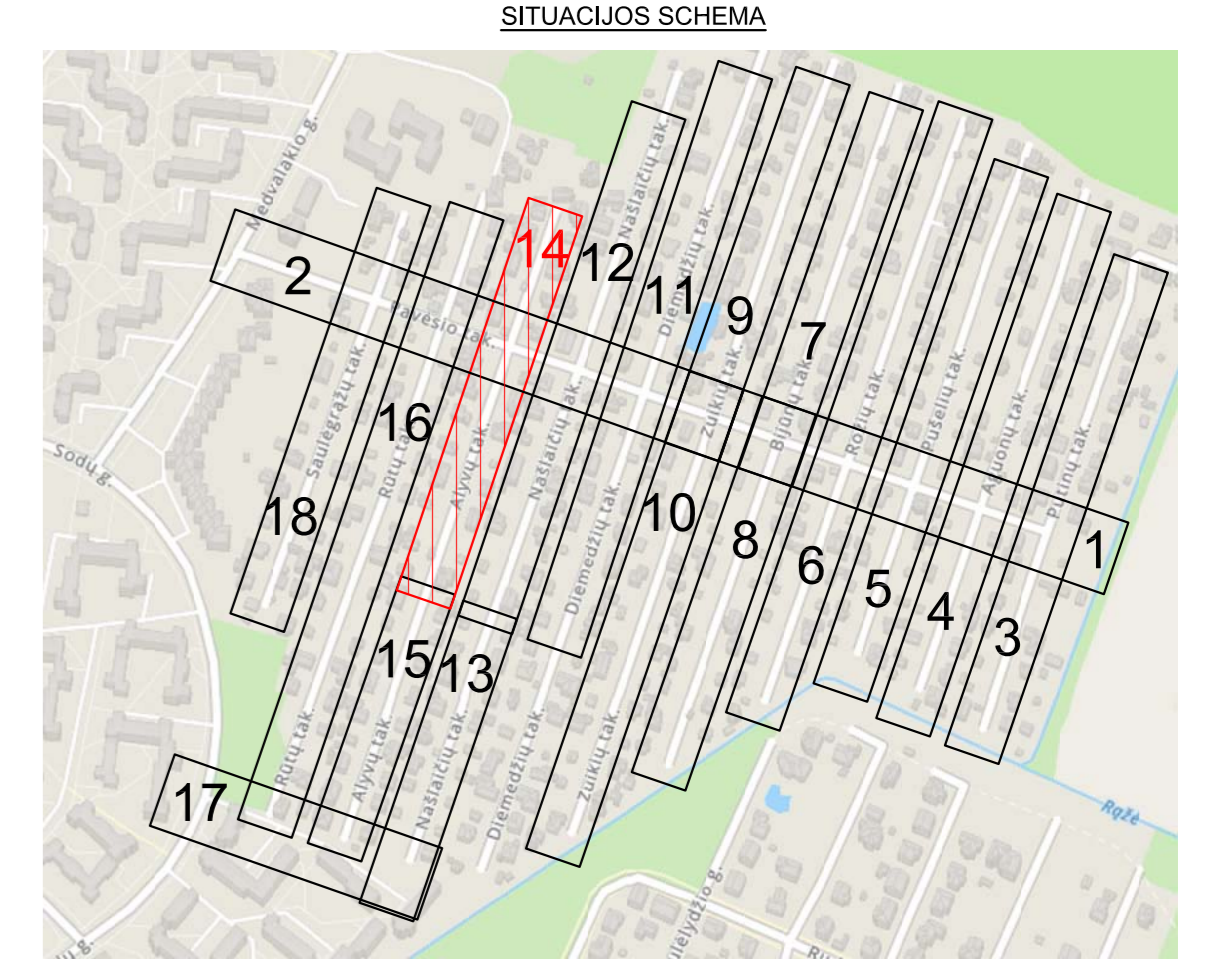 SITUACIJOS SCHEMA
Medvalakio g.
14
Našlaičių tak.
12
2
Diemedžių tak.
11
9
7
Pavėsio tak.
Saulėgrąžų tak.
Rūtų tak.
16
Alyvų tak.
Našlaičių tak.
Zuikių tak.
Bijūnų tak.
Rožių tak.
Pušelių tak.
Apuonų tak.
Putinų tak.
Sodų g.
18
10
8
6
5
4
3
1
Diemedžių tak.
15
13
Rūtų tak.
Alyvų tak.
Našlaičių tak.
Diemedžių tak.
Zuikių tak.
17
Rąžė